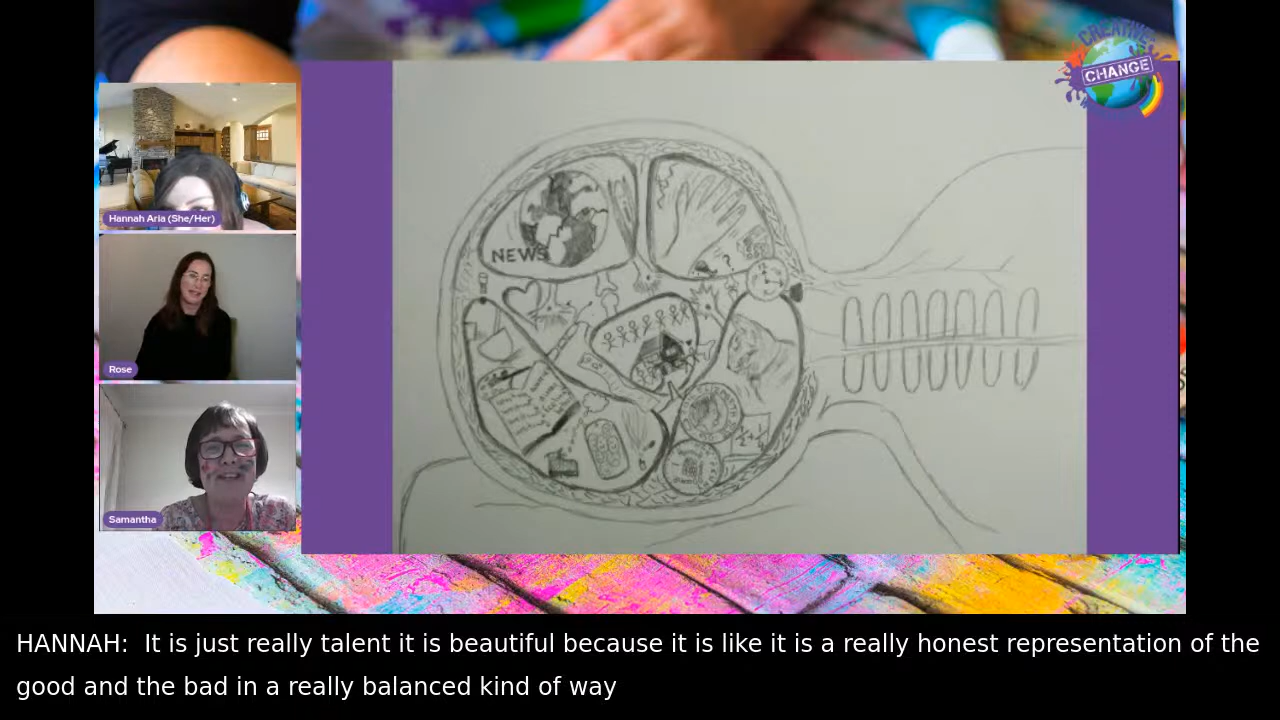 CREATIVE
CHANGE
Hannah Aria (She/Her)
NEWS
?
Rose
Samantha
HANNAH:  It is just really talent it is beautiful because it is like it is a really honest representation of the
good and the bad in a really balanced kind of way